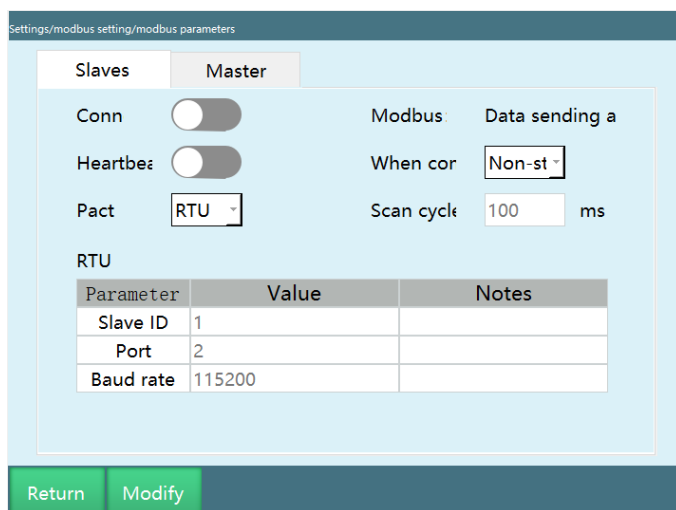 Settings/modbus setting/modbus parameters
Slaves Master
Conn Modbus: Data sending a
Heartbea When cor Non-st
Pact RTU Scan cycle 100 ms
RTU
Parameter Value Notes
Slave ID 1
Port 2
Baud rate 115200
Return Modify